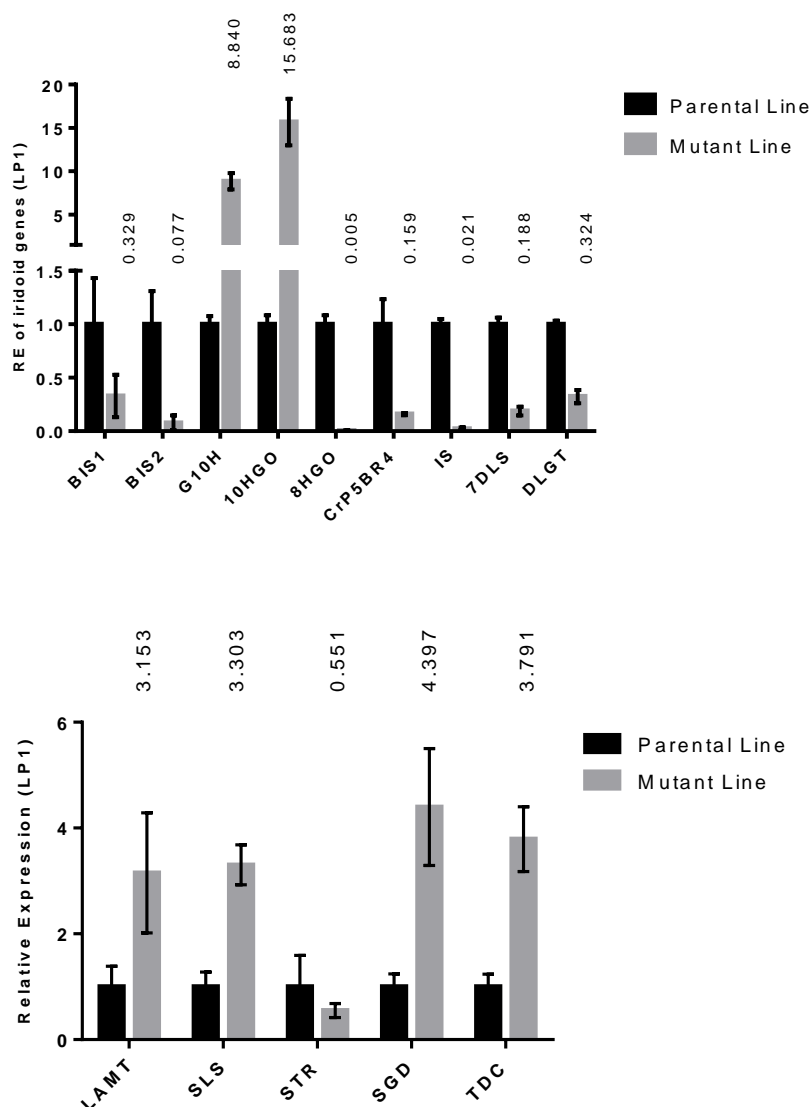 8.840
15.683
20
15
10
5
0.329
0.077
0.005
0.159
0.021
0.188
0.324
1.5
1.0
0.5
0.0
RE of iridoid genes (LP1)
BIS1
BIS2
G10H
10HGO
8HGO
CrP5BR4
IS
7DLS
DLGT
Parental Line
Mutant Line
3.153
3.303
0.551
4.397
3.791
6
4
2
0
Relative Expression (LP1)
LAMT
SLS
STR
SGD
TDC
Parental Line
Mutant Line